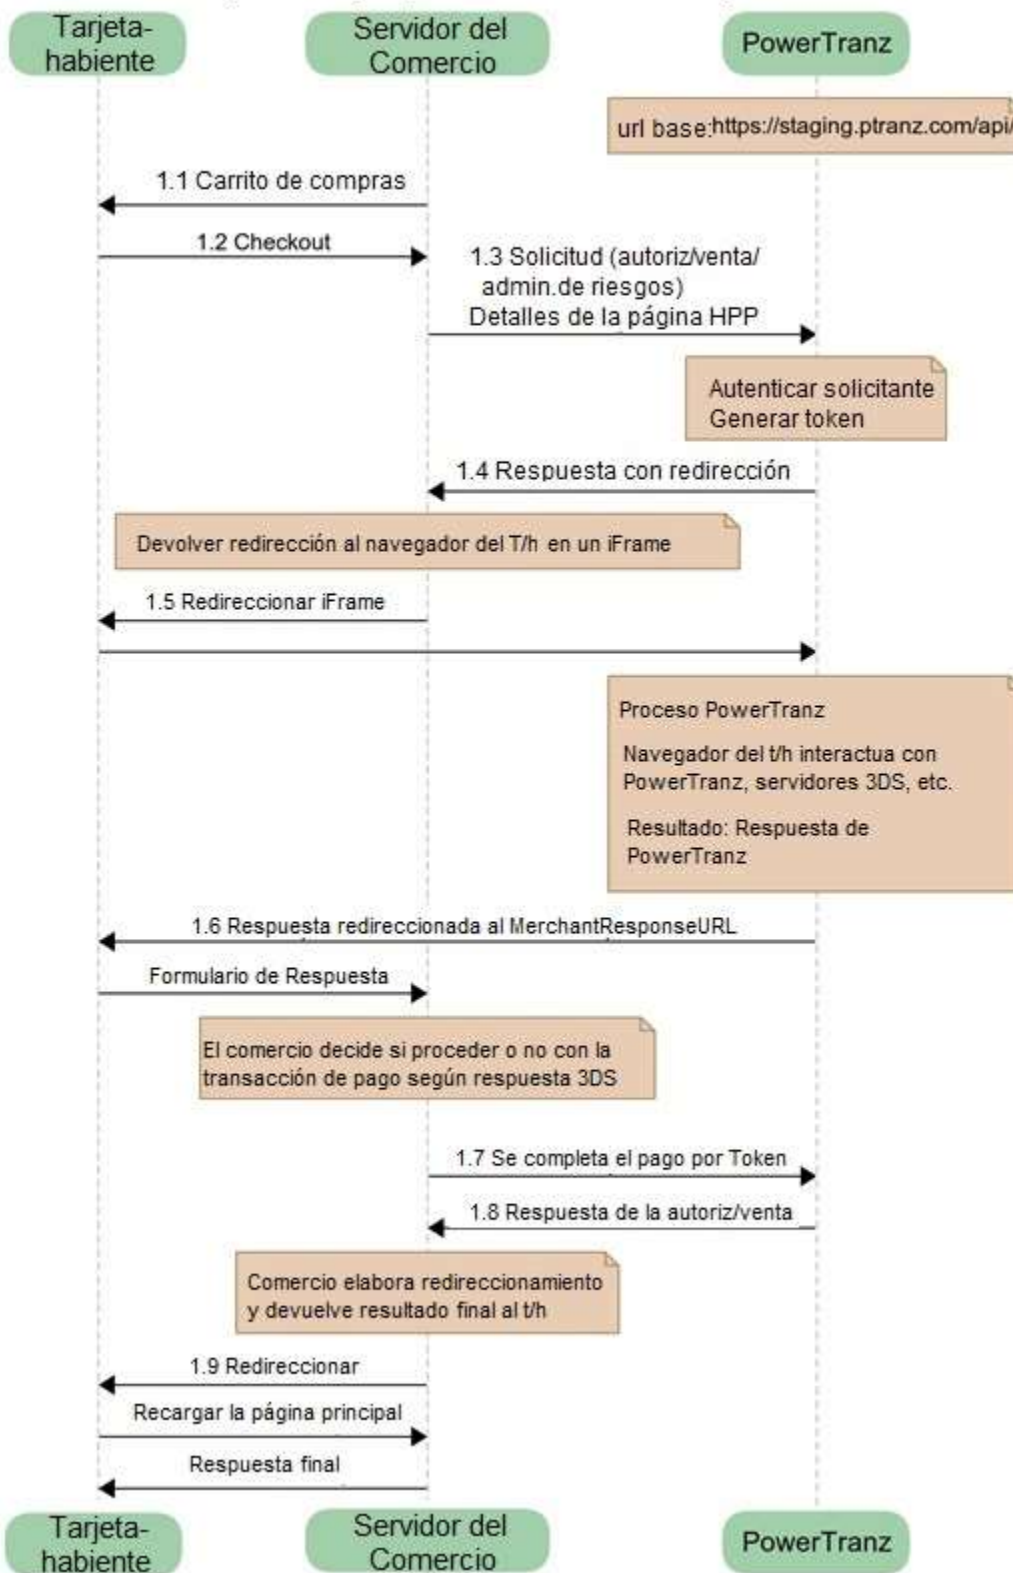 Tarjeta-
habiente
Servidor del
Comercio
PowerTranz
url base:https://staging.ptranz.com/api/
1.1 Carrito de compras
1.2 Checkout
1.3 Solicitud (autoriz/venta/
admin.de riesgos)
Detalles de la página HPP
Autenticar solicitante
Generar token
1.4 Respuesta con redirección
Devolver redirección al navegador del T/h en un iFrame
1.5 Redireccionar iFrame
Proceso PowerTranz
Navegador del t/h interactua con
PowerTranz, servidores 3DS, etc.
Resultado: Respuesta de
PowerTranz
1.6 Respuesta redireccionada al MerchantResponseURL
Formulario de Respuesta
El comercio decide si proceder o no con la
transacción de pago según respuesta 3DS
1.7 Se completa el pago por Token
1.8 Respuesta de la autoriz/venta
Comercio elabora redireccionamiento
y devuelve resultado final al t/h
1.9 Redireccionar
Recargar la página principal
Respuesta final
Tarjeta-
habiente
Servidor del
Comercio
PowerTranz